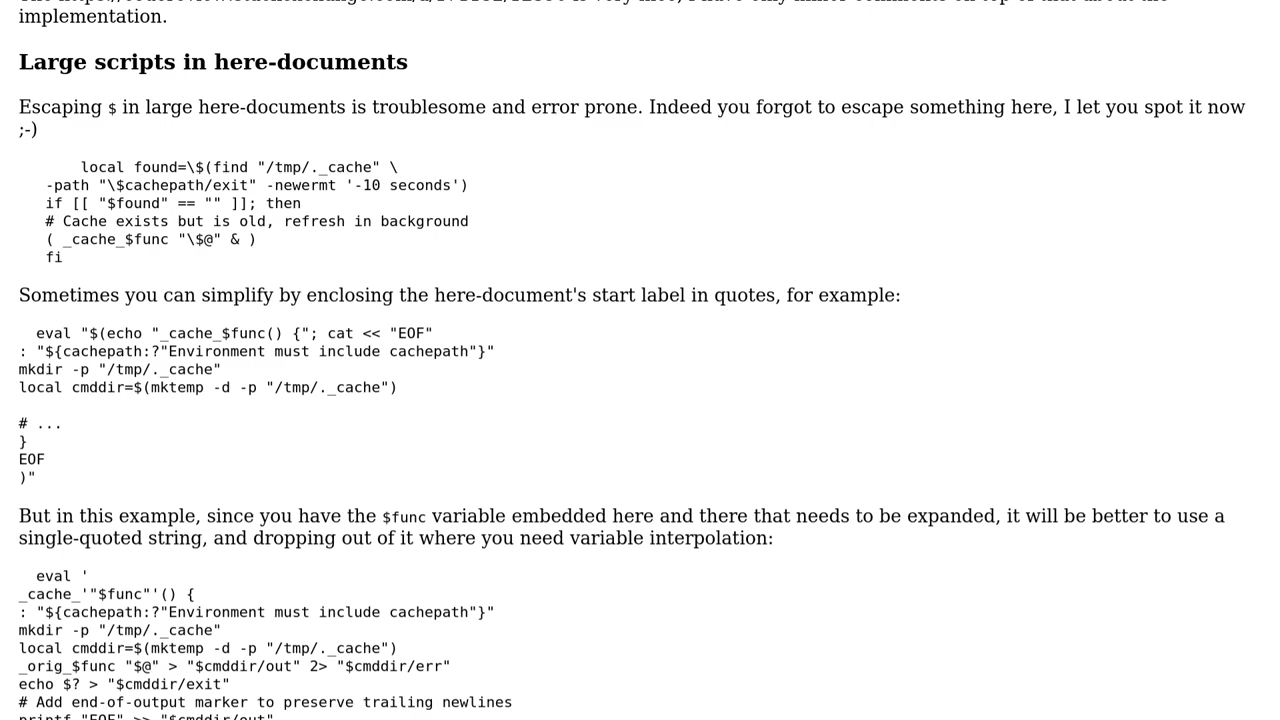 implementation.
Large scripts in here-documents
Escaping $ in large here-documents is troublesome and error prone. Indeed you forgot to escape something here, I let you spot it now
;-)
local found=\$(find "/tmp/._cache" \
-path "\$cachepath/exit" -newermt '-10 seconds')
if [[ "$found" == "" ]]; then
# Cache exists but is old, refresh in background
( _cache_$func "\$@" & )
fi
Sometimes you can simplify by enclosing the here-document's start label in quotes, for example:
eval "$(echo "_cache_$func() {"; cat << "EOF"
: "${cachepath:?"Environment must include cachepath"}"
mkdir -p "/tmp/._cache"
local cmddir=$(mktemp -d -p "/tmp/._cache")
# ...
}
EOF
)"
But in this example, since you have the $func variable embedded here and there that needs to be expanded, it will be better to use a
single-quoted string, and dropping out of it where you need variable interpolation:
eval '
_cache_'"$func"'() {
: "${cachepath:?"Environment must include cachepath"}"
mkdir -p "/tmp/._cache"
local cmddir=$(mktemp -d -p "/tmp/._cache")
_orig_$func "$@" > "$cmddir/out" 2> "$cmddir/err"
echo $? > "$cmddir/exit"
# Add end-of-output marker to preserve trailing newlines
printf "EOF" >> "$cmddir/out"